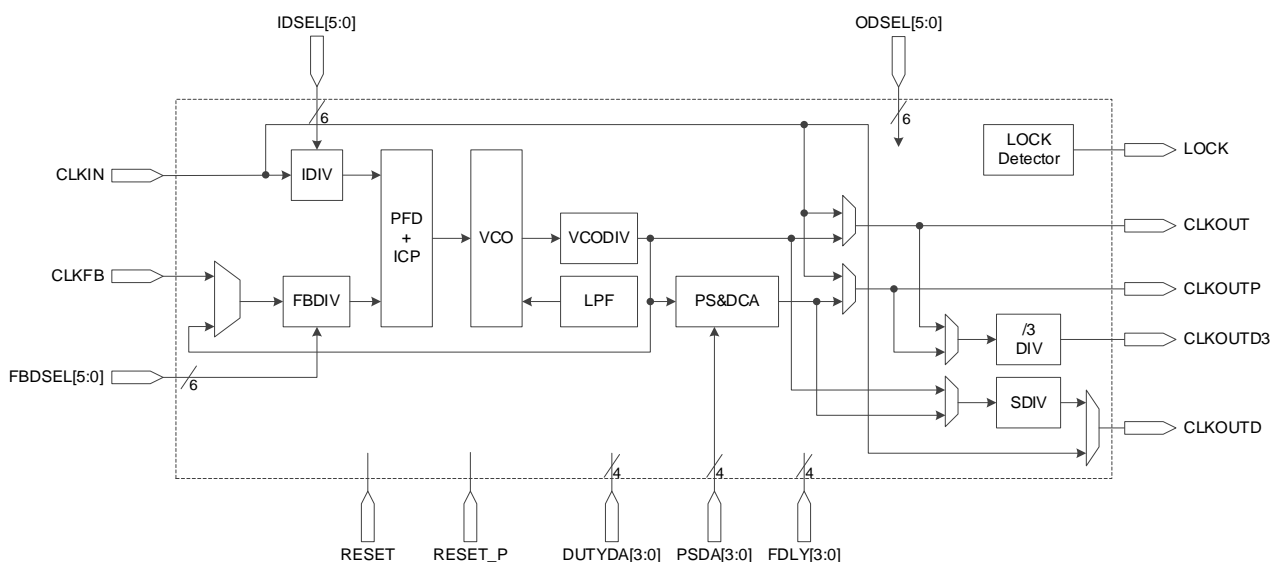 IDSEL[5:0]
ODSEL[5:0]
6
6
LOCK
Detector
LOCK
CLKIN
IDIV
PFD
+
ICP
VCO
VCODIV
CLKOUT
CLKFB
FBDIV
LPF
PS&DCA
CLKOUTP
/3
DIV
CLKOUTD3
FBDSEL[5:0]
6
SDIV
CLKOUTD
4
4
4
RESET
RESET_P
DUTYDA[3:0]
PSDA[3:0]
FDLY[3:0]